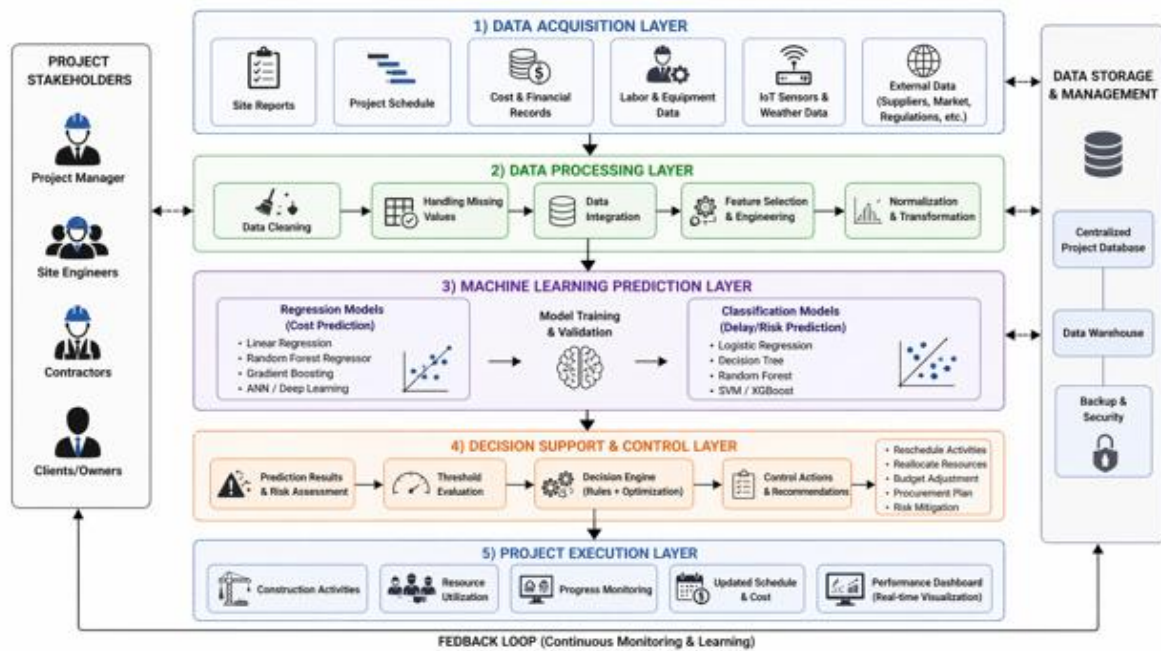 PROJECT
STAKEHOLDERS
Project Manager
Site Engineers
Contractors
Clients/Owners
1) DATA ACQUISITION LAYER
Site Reports
Project Schedule
Cost & Financial
Records
Labor & Equipment
Data
IoT Sensors &
Weather Data
External Data
(Suppliers, Market,
Regulations, etc.)
2) DATA PROCESSING LAYER
Data Cleaning
Handling Missing
Values
Data
Integration
Feature Selection
& Engineering
Normalization
& Transformation
3) MACHINE LEARNING PREDICTION LAYER
Regression Models
(Cost Prediction)
• Linear Regression
• Random Forest Regressor
• Gradient Boosting
• ANN / Deep Learning
Model Training
& Validation
Classification Models
(Delay/Risk Prediction)
• Logistic Regression
• Decision Tree
• Random Forest
• SVM / XGBoost
4) DECISION SUPPORT & CONTROL LAYER
Prediction Results
& Risk Assessment
Threshold
Evaluation
Decision Engine
(Rules + Optimization)
Control Actions
& Recommendations
• Reschedule Activities
• Reallocate Resources
• Budget Adjustment
• Procurement Plan
• Risk Mitigation
5) PROJECT EXECUTION LAYER
Construction Activities
Resource
Utilization
Progress Monitoring
Updated Schedule
& Cost
Performance Dashboard
(Real-time Visualization)
DATA STORAGE
& MANAGEMENT
Centralized
Project Database
Data Warehouse
Backup &
Security
FEDBACK LOOP (Continuous Monitoring & Learning)